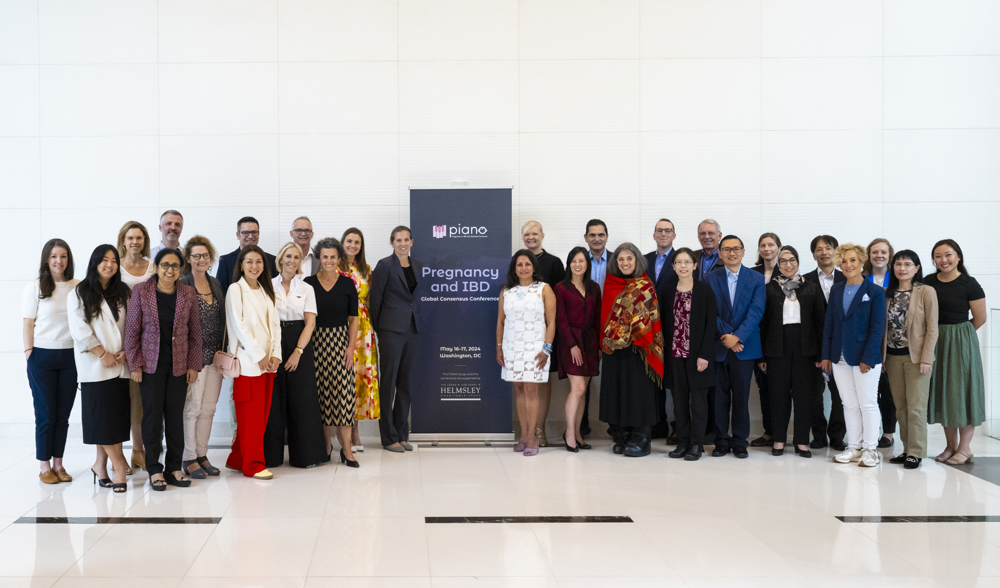 piano
Pregnancy in IBD And Neonatal Outcomes
Pregnancy
and IBD
Global Consensus Conference
May 16–17, 2024
Washington, DC
The PIANO study and this
conference are supported by
THE LEONA M. AND HARRY B.
HELMSLEY
CHARITABLE TRUST